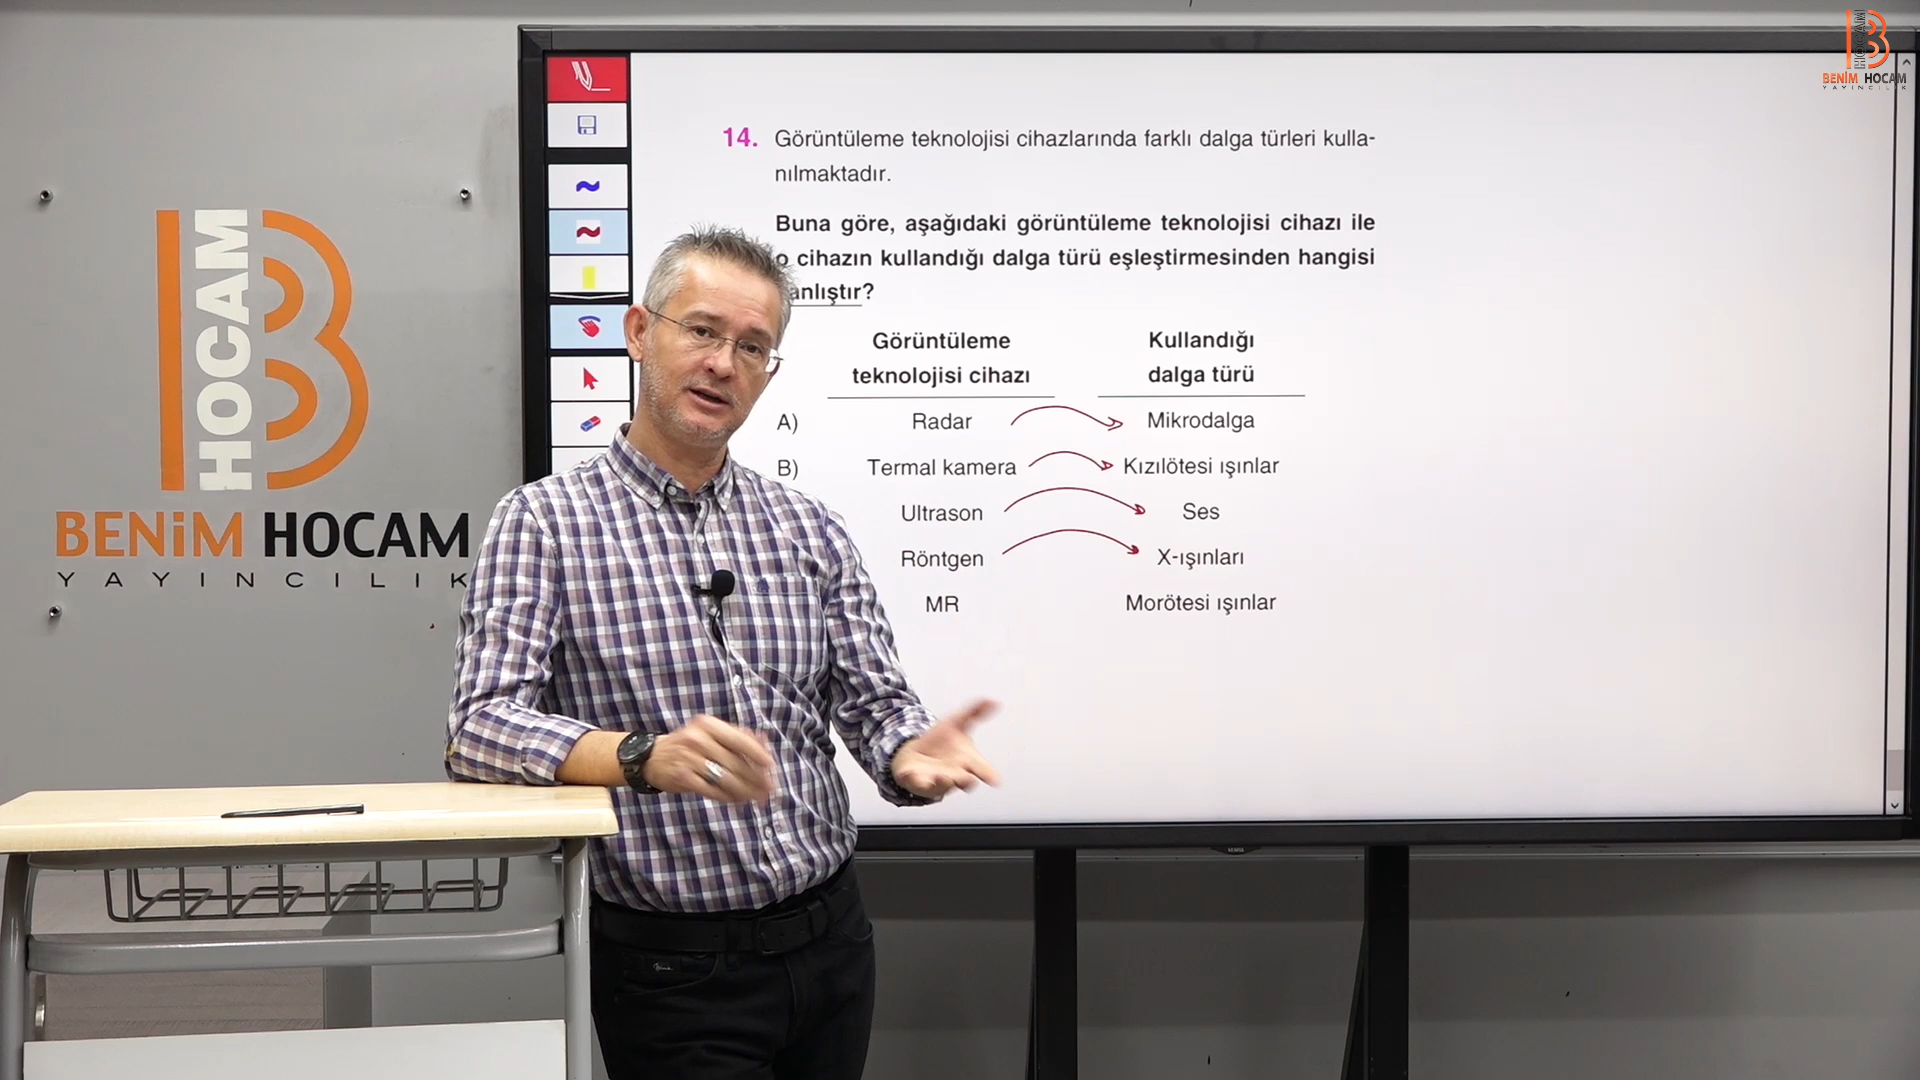 HOCAM
BENİM HOCAM
YAYINCILIK
HOCAM
BENİM HOCAM
YAYINCILIK
14. Görüntüleme teknolojisi cihazlarında farklı dalga türleri kulla-
nılmaktadır.
Buna göre, aşağıdaki görüntüleme teknolojisi cihazı ile
o cihazın kullandığı dalga türü eşleştirmesinden hangisi
anlıştır?
Görüntüleme Kullandığı
teknolojisi cihazı dalga türü
A) Radar Mikrodalga
B) Termal kamera Kızılötesi ışınlar
Ultrason Ses
Röntgen X-ışınları
MR Morötesi ışınlar